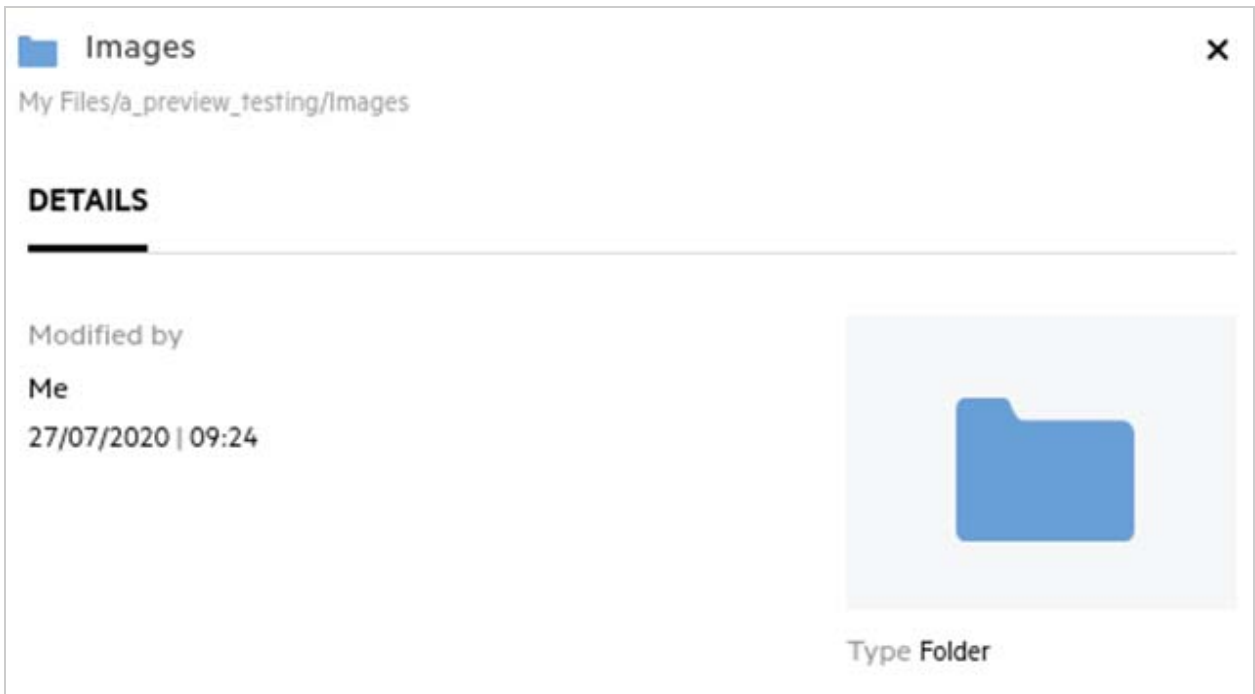 Images
My Files/a_preview_testing/Images
DETAILS
Modified by
Me
27/07/2020 | 09:24
Type Folder